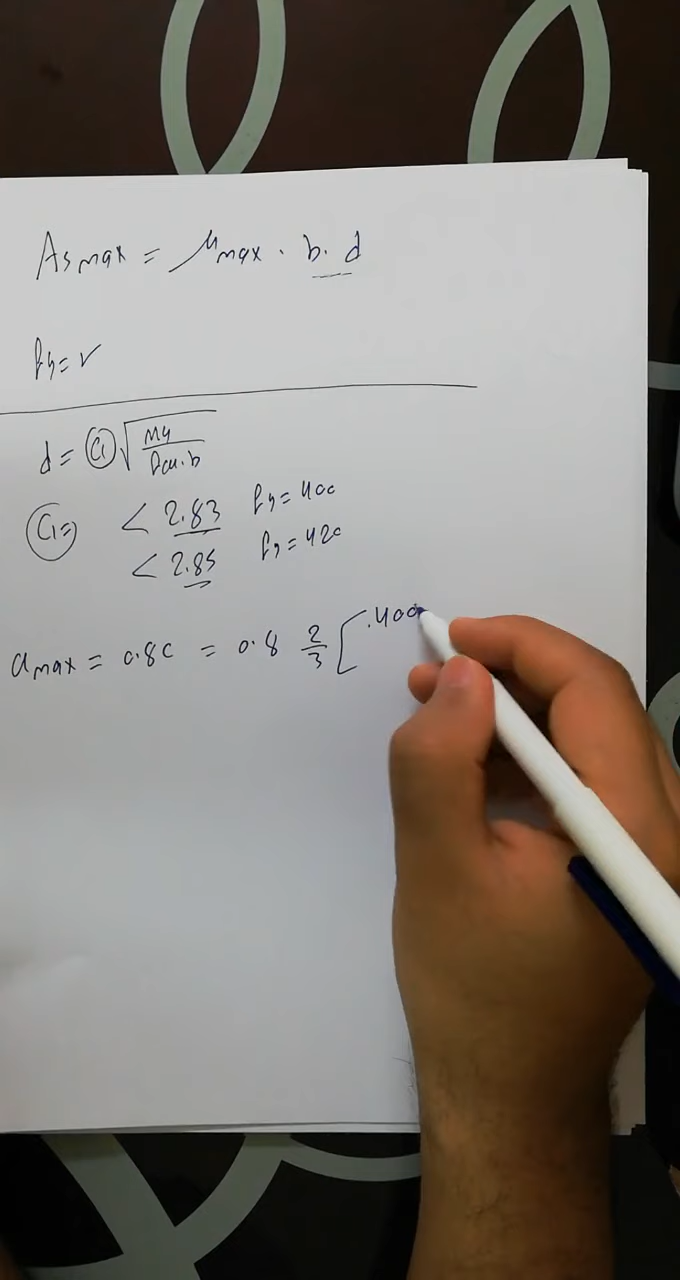 As max = μmax . b. d
fy = √
d = C1 √ Mu / Fcu.b
C1 = < 2.83 fy = 400
< 2.85 fy = 420
amax = 0.8C = 0.8 2/3 [ .400